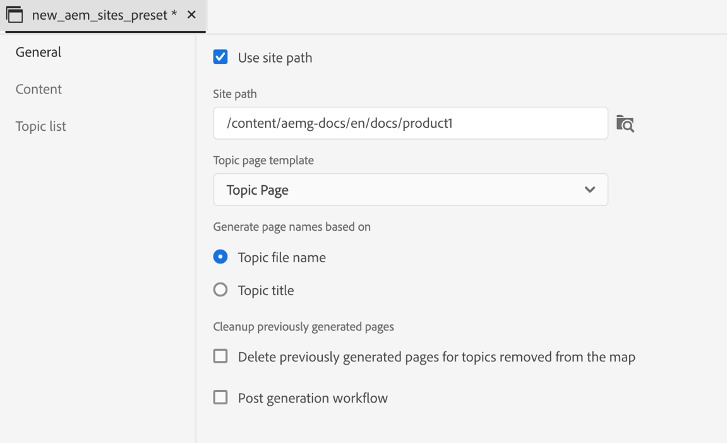 new_aem_sites_preset *
General
Content
Topic list
Use site path
Site path
/content/aemg-docs/en/docs/product1
Topic page template
Topic Page
Generate page names based on
Topic file name
Topic title
Cleanup previously generated pages
Delete previously generated pages for topics removed from the map
Post generation workflow